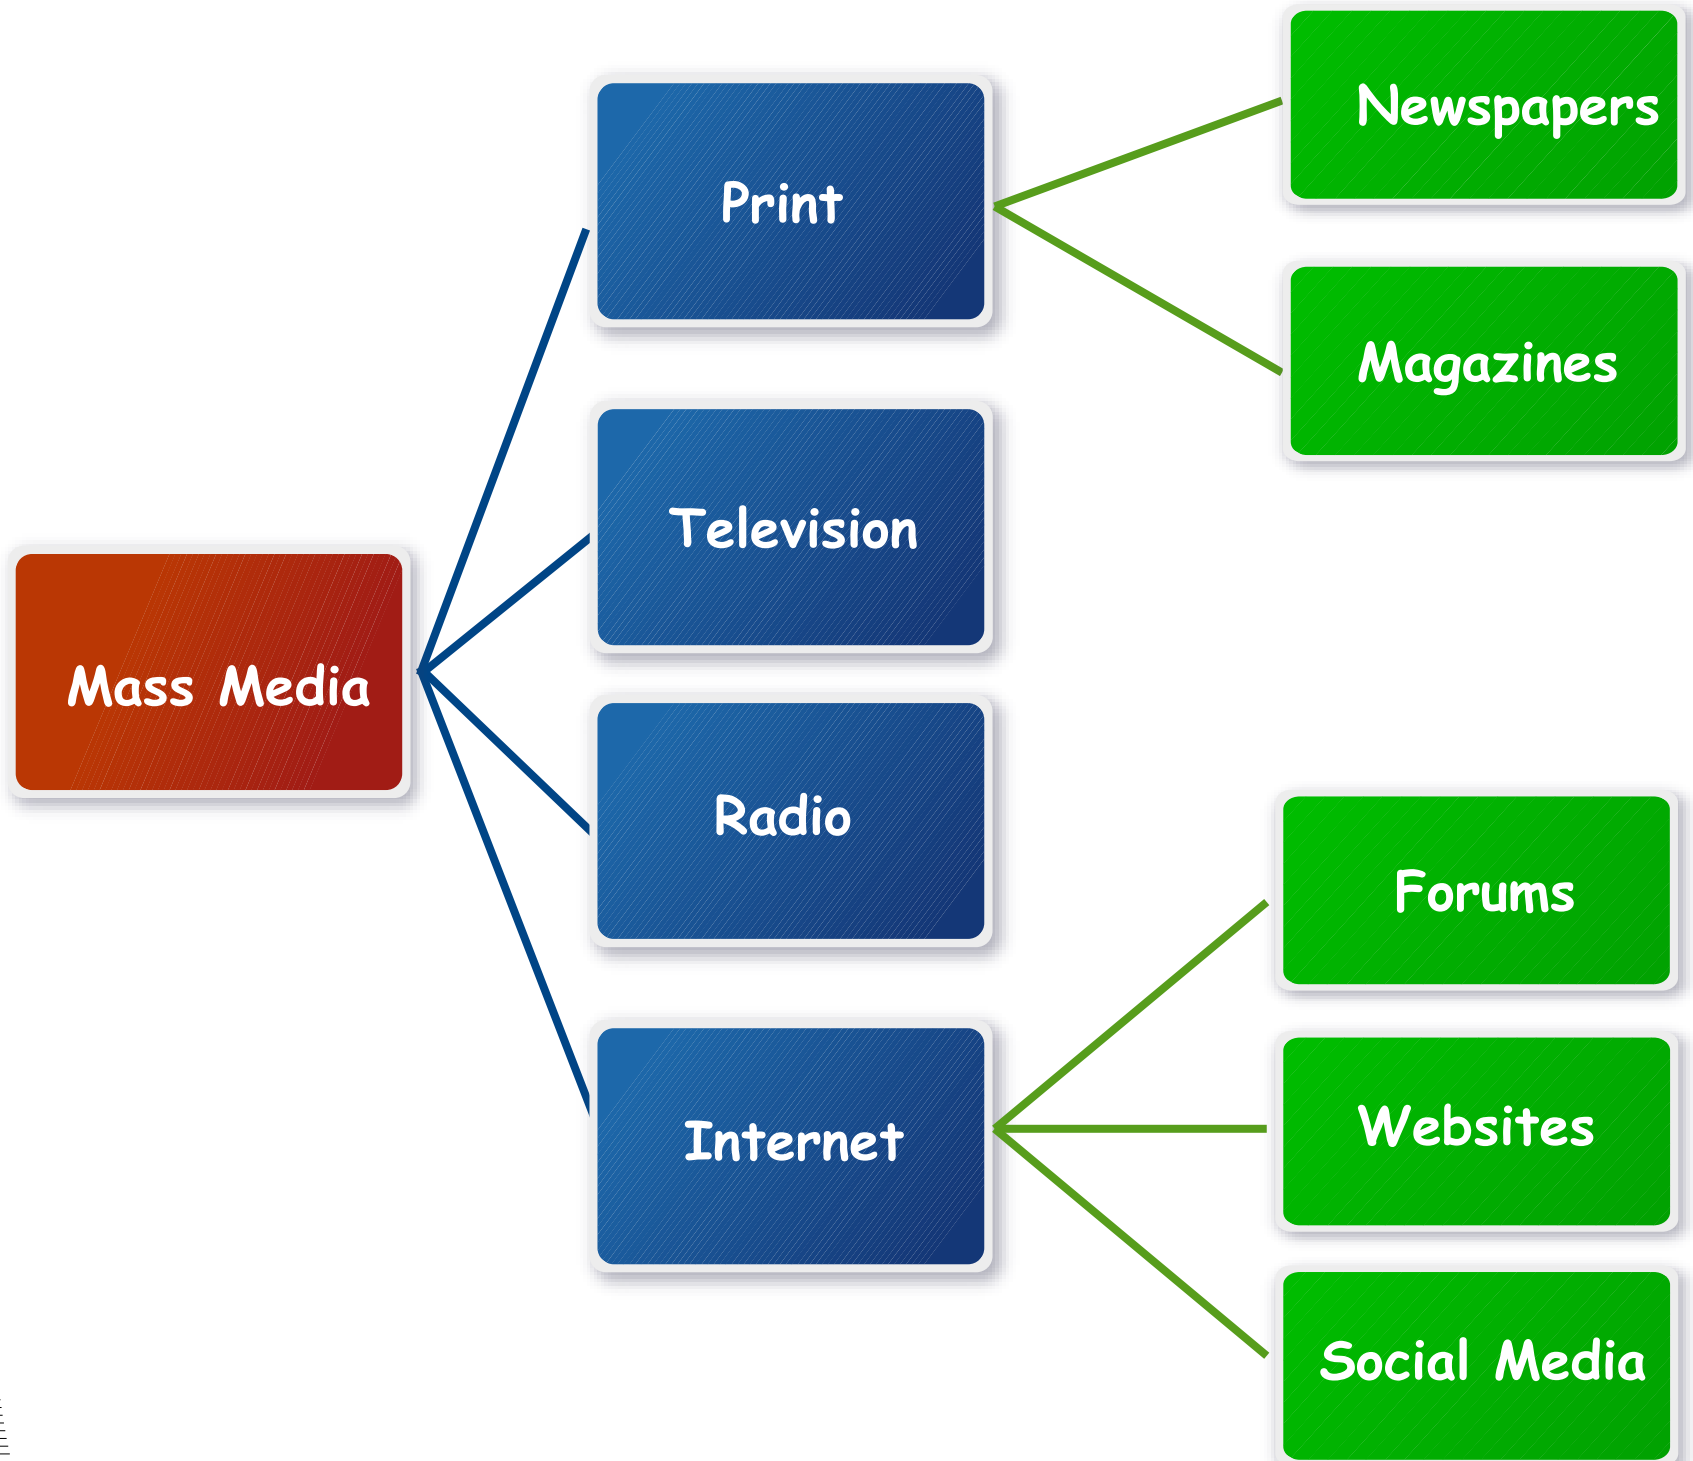 Mass Media
Print
Newspapers
Magazines
Television
Radio
Internet
Forums
Websites
Social Media